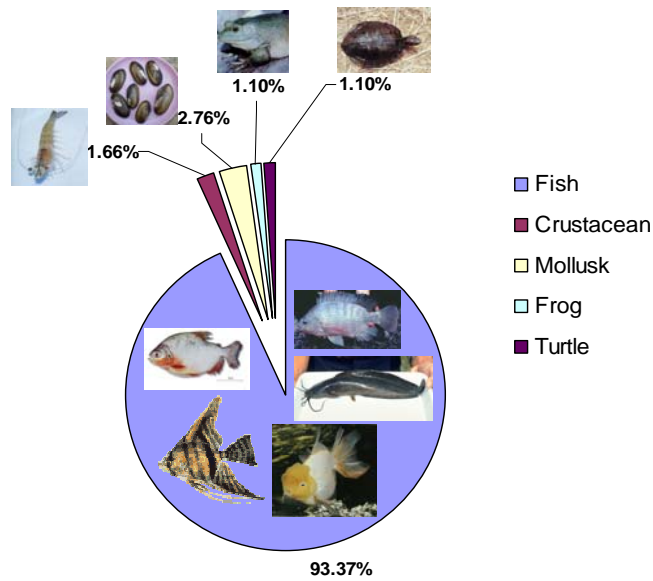 1.10%
1.10%
2.76%
1.66%
Fish
Crustacean
Mollusk
Frog
Turtle
93.37%